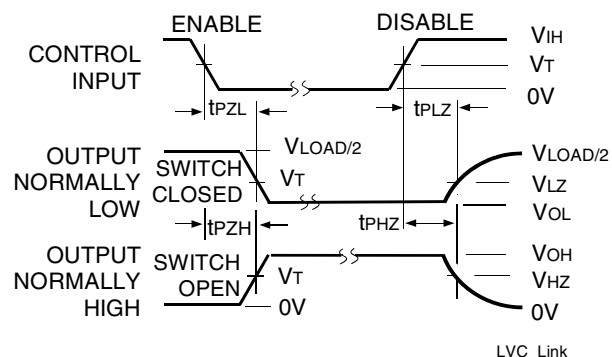 ENABLE
DISABLE
CONTROL
INPUT
VIH
VT
0V
tPZL
tPLZ
OUTPUT
NORMALLY
LOW
SWITCH
CLOSED
VLOAD/2
VT
VLOAD/2
VLZ
VOL
tPZH
tPHZ
OUTPUT
NORMALLY
HIGH
SWITCH
OPEN
VT
0V
VOH
VHZ
0V
LVC Link